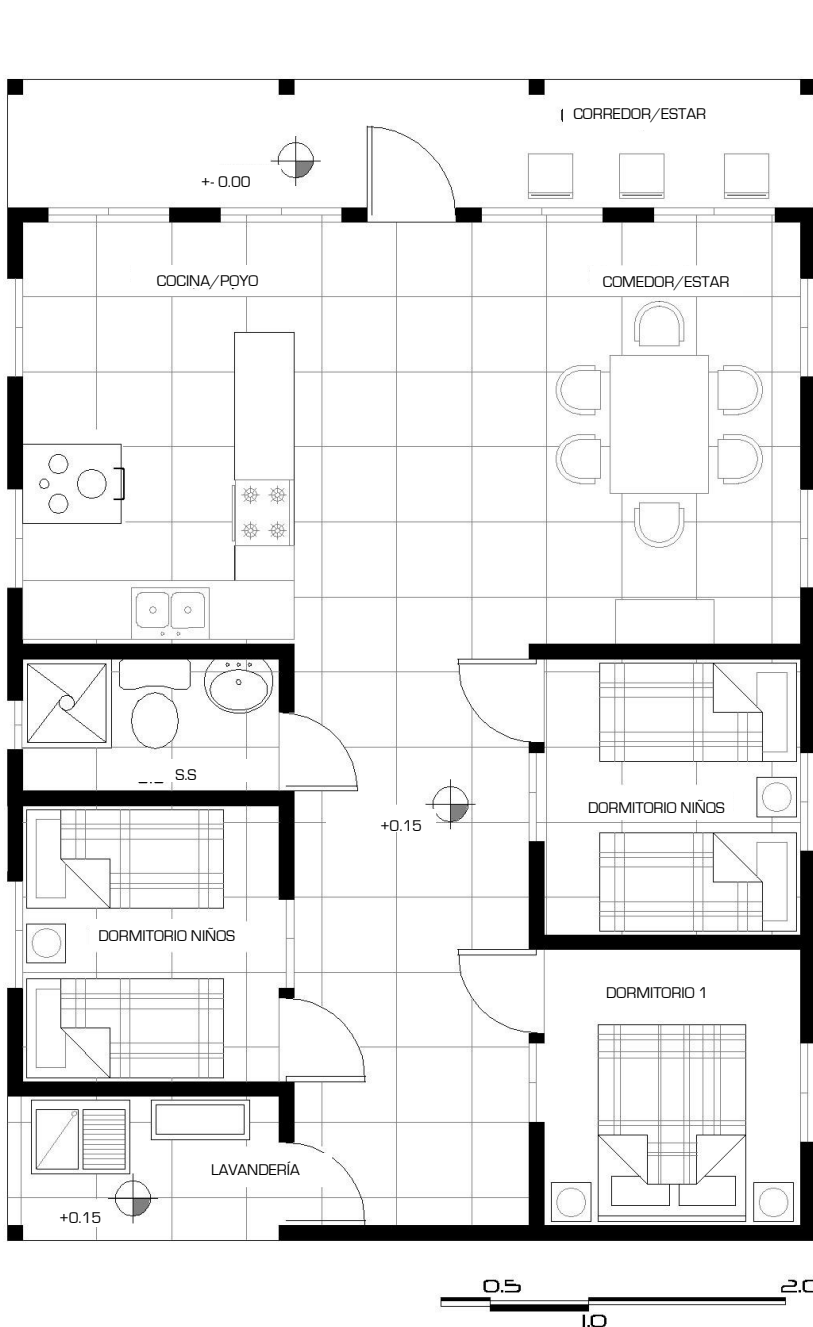 CORREDOR/ESTAR
+- 0.00
COCINA/POYO
COMEDOR/ESTAR
S.S
DORMITORIO NIÑOS
+0.15
DORMITORIO NIÑOS
DORMITORIO 1
LAVANDERÍA
+0.15
0.5
2.0
1.0